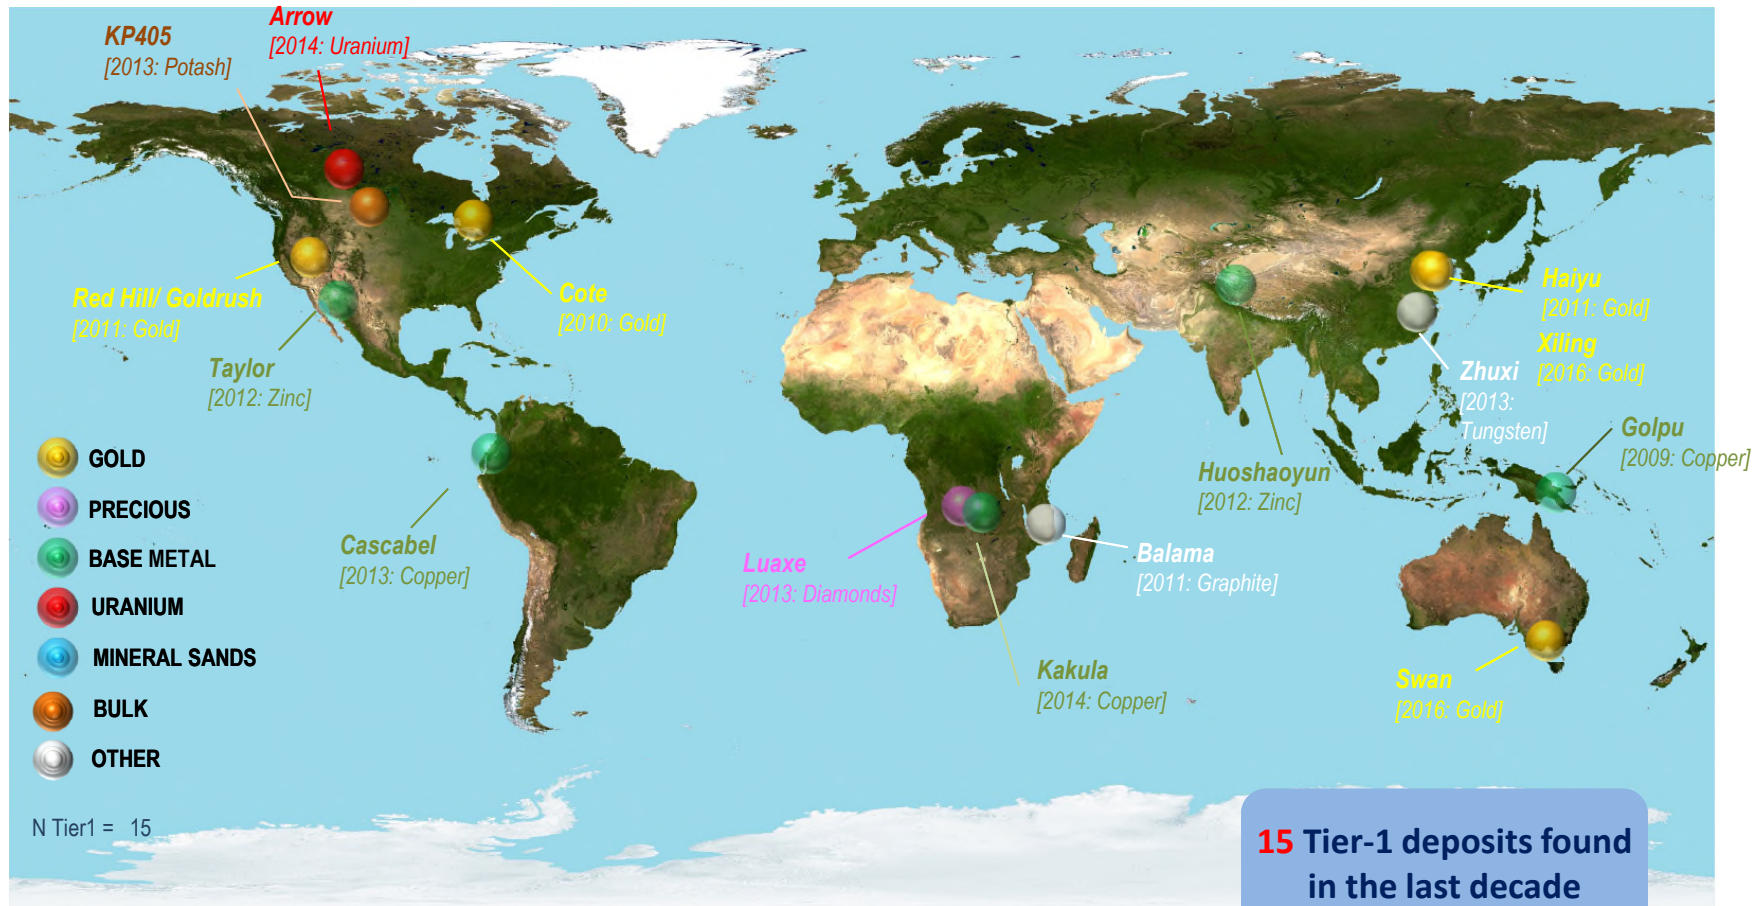 Arrow
[2014: Uranium]
KP405
[2013: Potash]
Red Hill/ Goldrush
[2011: Gold]
Cote
[2010: Gold]
Taylor
[2012: Zinc]
Haiyu
[2011: Gold]
Xiling
[2016: Gold]
Zhuxi
[2013:
Tungsten]
Golpu
[2009: Copper]
Huoshaoyun
[2012: Zinc]
Cascabel
[2013: Copper]
Luaxe
[2013: Diamonds]
Balama
[2011: Graphite]
Kakula
[2014: Copper]
Swan
[2016: Gold]
GOLD
PRECIOUS
BASE METAL
URANIUM
MINERAL SANDS
BULK
OTHER
N Tier1 = 15
15 Tier-1 deposits found
in the last decade